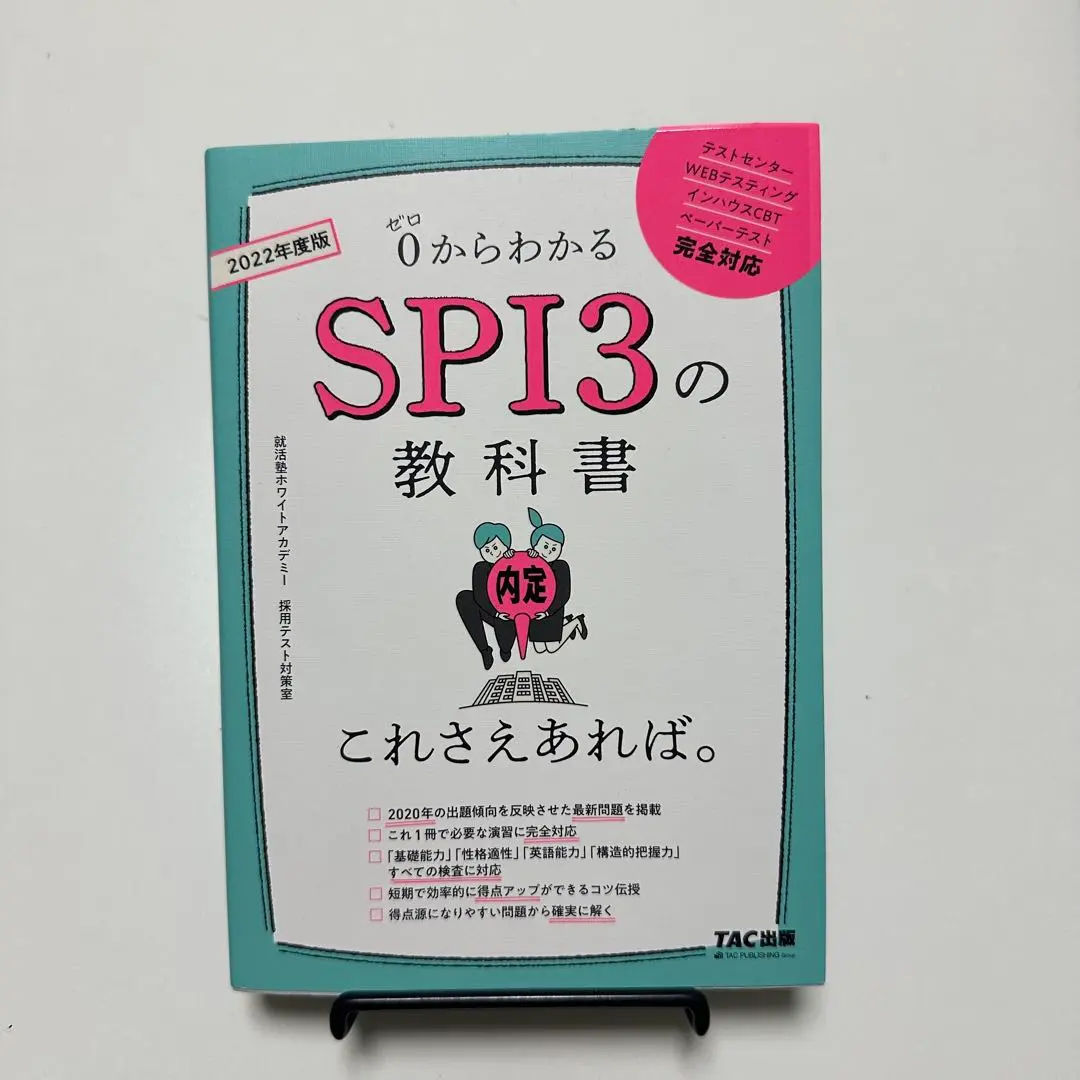 テストセンター
WEBテスティング
インハウスCBT
ペーパーテスト
完全対応
2022年度版
ゼロ
0からわかる
SPI3の
教科書
就活塾ホワイトアカデミー 採用テスト対策室
内定
これさえあれば。
2020年の出題傾向を反映させた最新問題を掲載
これ1冊で必要な演習に完全対応
「基礎能力」「性格適性」「英語能力」「構造的把握力」
すべての検査に対応
短期で効率的に得点アップができるコツ伝授
得点源になりやすい問題から確実に解く
TAC出版
TAC PUBLISHING Group